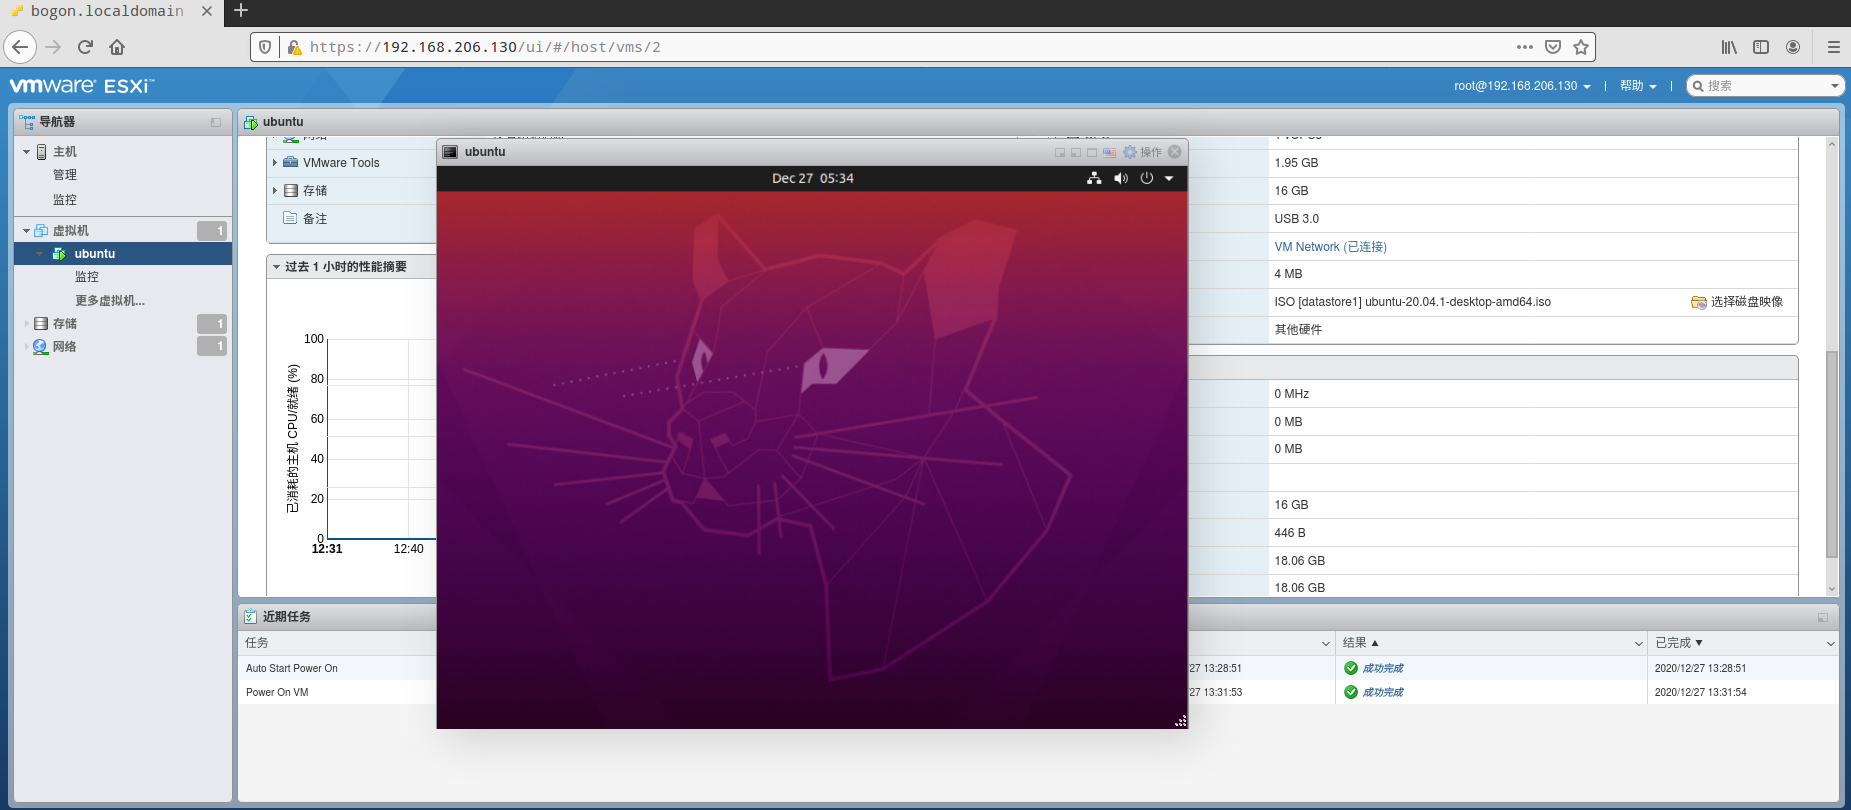 bogon.localdomain
https://192.168.206.130/ui/#/host/vms/2
vmware ESXi™
root@192.168.206.130
帮助
搜索
导航器
主机
管理
监控
虚拟机 1
ubuntu
监控
更多虚拟机...
存储 1
网络 1
ubuntu
VMware Tools
存储
备注
1.95 GB
16 GB
USB 3.0
VM Network (已连接)
4 MB
ISO [datastore1] ubuntu-20.04.1-desktop-amd64.iso 选择磁盘映像
其他硬件
过去 1 小时的性能摘要
已消耗的主机 CPU/就绪 (%)
100
80
60
40
20
0
12:31 12:40
ubuntu 操作
Dec 27 05:34
0 MHz
0 MB
0 MB
16 GB
446 B
18.06 GB
18.06 GB
近期任务
任务 结果 ▲ 已完成 ▼
Auto Start Power On 27 13:28:51 成功完成 2020/12/27 13:28:51
Power On VM 27 13:31:53 成功完成 2020/12/27 13:31:54